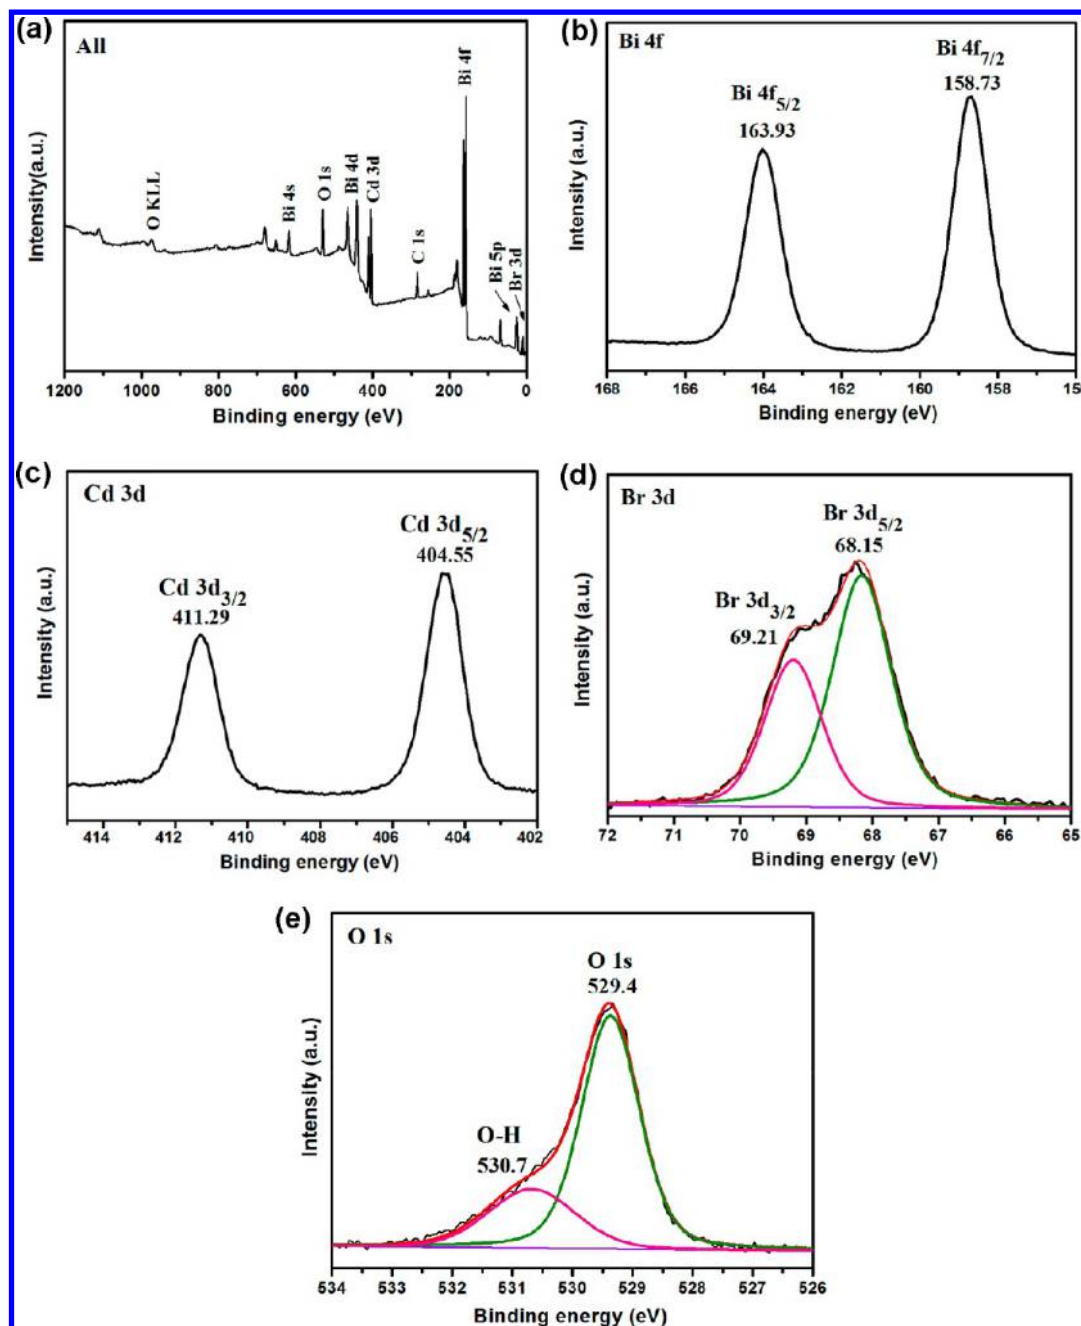 (a)
All
O KLL
Bi 4s
O 1s
Bi 4d
Cd 3d
C 1s
Bi 4f
Bi 5p
Br 3d
Intensity(a.u.)
1200 1000 800 600 400 200 0
Binding energy (eV)
(b)
Bi 4f
Bi 4f5/2
163.93
Bi 4f7/2
158.73
Intensity (a.u.)
168 166 164 162 160 158 15
Binding energy (eV)
(c)
Cd 3d
Cd 3d3/2
411.29
Cd 3d5/2
404.55
Intensity (a.u.)
414 412 410 408 406 404 402
Binding energy (eV)
(d)
Br 3d
Br 3d3/2
69.21
Br 3d5/2
68.15
Intensity (a.u.)
72 71 70 69 68 67 66 65
Binding energy (eV)
(e)
O 1s
O-H
530.7
O 1s
529.4
Intensity (a.u.)
534 533 532 531 530 529 528 527 526
Binding energy (eV)